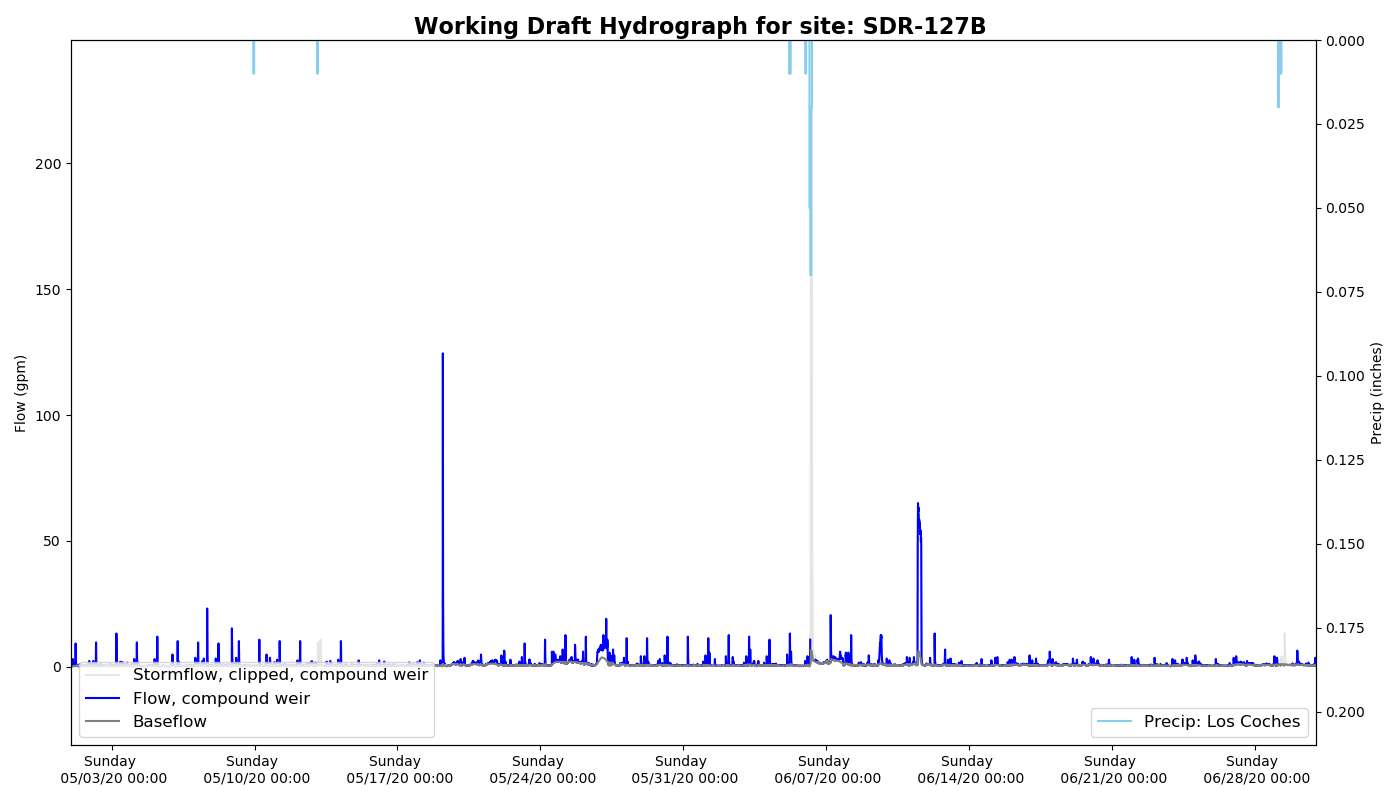 Working Draft Hydrograph for site: SDR-127B
Flow (gpm)
200
150
100
50
0
0.000
0.025
0.050
0.075
0.100
0.125
0.150
0.175
0.200
Precip (inches)
Stormflow, clipped, compound weir
Flow, compound weir
Baseflow
Precip: Los Coches
Sunday
05/03/20 00:00
Sunday
05/10/20 00:00
Sunday
05/17/20 00:00
Sunday
05/24/20 00:00
Sunday
05/31/20 00:00
Sunday
06/07/20 00:00
Sunday
06/14/20 00:00
Sunday
06/21/20 00:00
Sunday
06/28/20 00:00